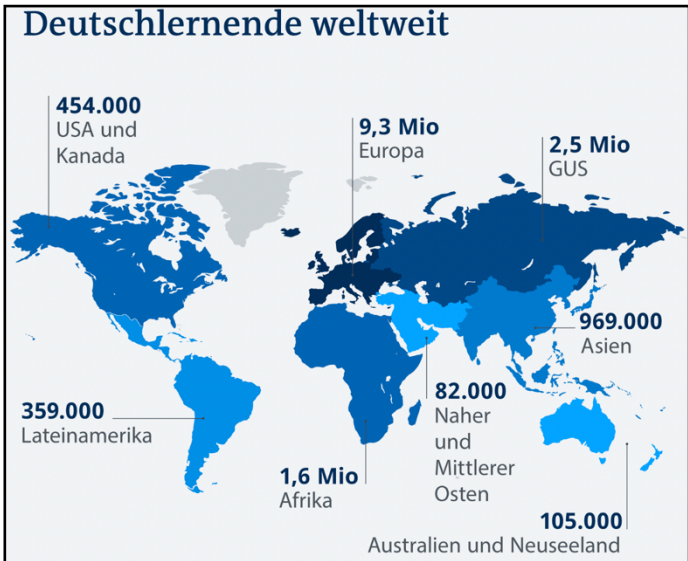 Deutschlernende weltweit
454.000
USA und
Kanada
9,3 Mio
Europa
2,5 Mio
GUS
969.000
Asien
359.000
Lateinamerika
82.000
Naher
und
Mittlerer
Osten
1,6 Mio
Afrika
105.000
Australien und Neuseeland